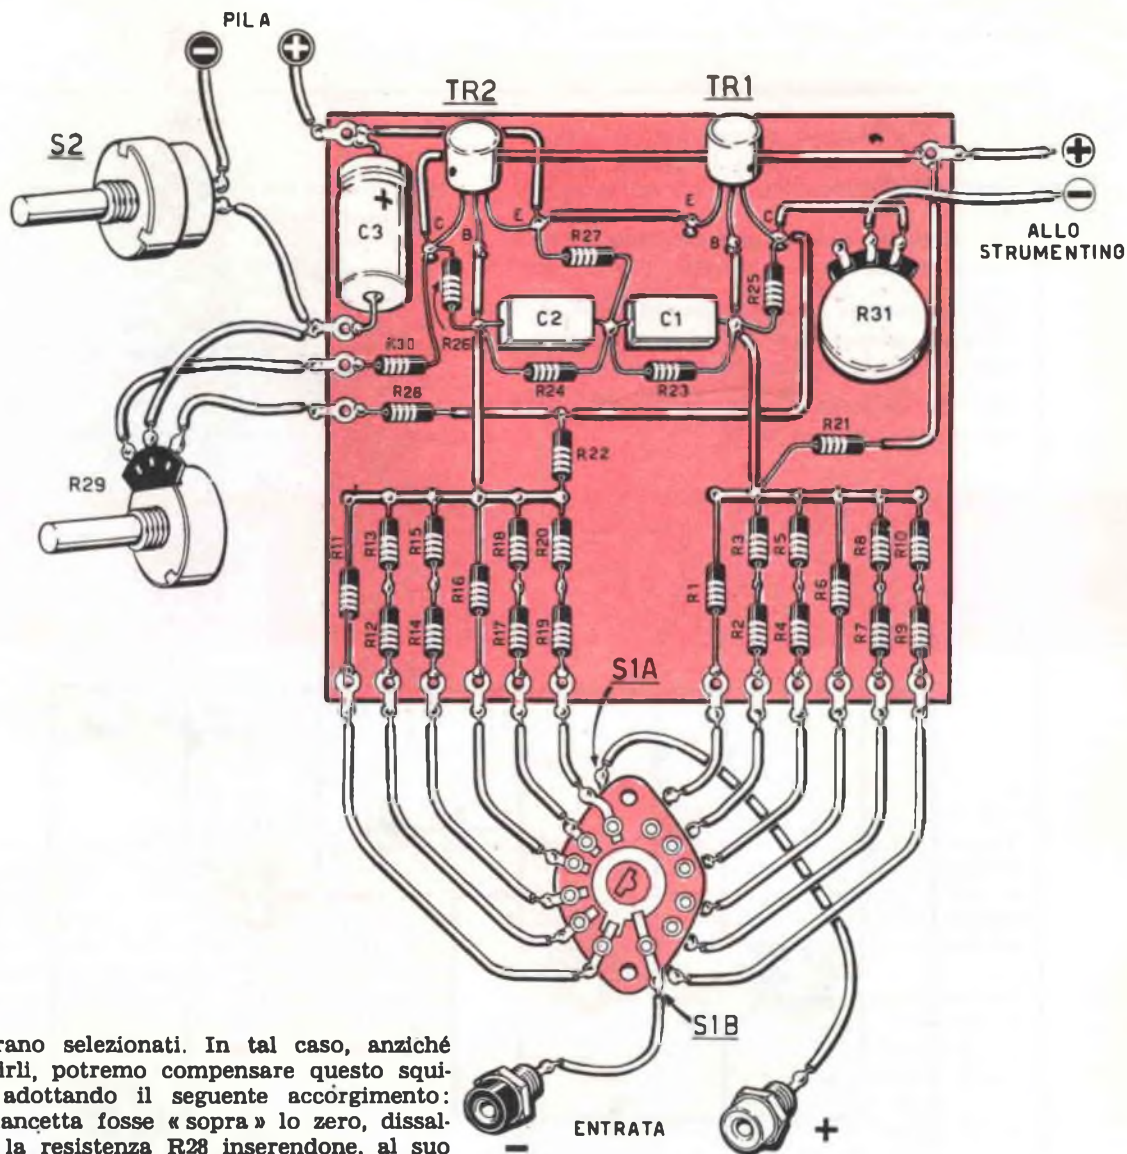 PILA
− +
S2
TR2
TR1
+
−
ALLO
STRUMENTINO
C3
+
C
B
E
E
B
C
R27
R25
R31
C2
C1
R30
R26
R24
R23
R28
R21
R22
R29
R11
R13
R15
R16
R18
R20
R12
R14
R17
R19
R1
R3
R5
R6
R8
R10
R2
R4
R7
R9
S1A
S1B
− ENTRATA +
rano selezionati. In tal caso, anziché
irli, potremo compensare questo squi-
adottando il seguente accorgimento:
ancetta fosse « sopra » lo zero, dissal-
la resistenza R28 inserendone, al suo